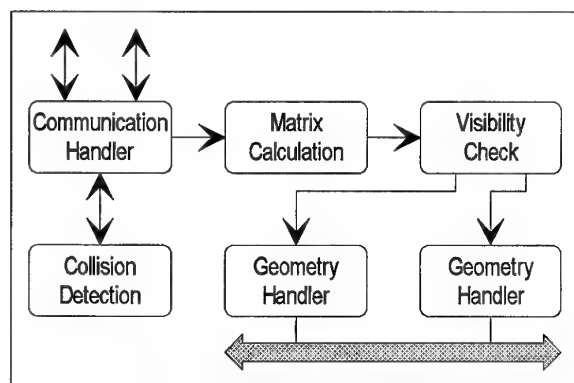 Communication
Handler
Matrix
Calculation
Visibility
Check
Collision
Detection
Geometry
Handler
Geometry
Handler